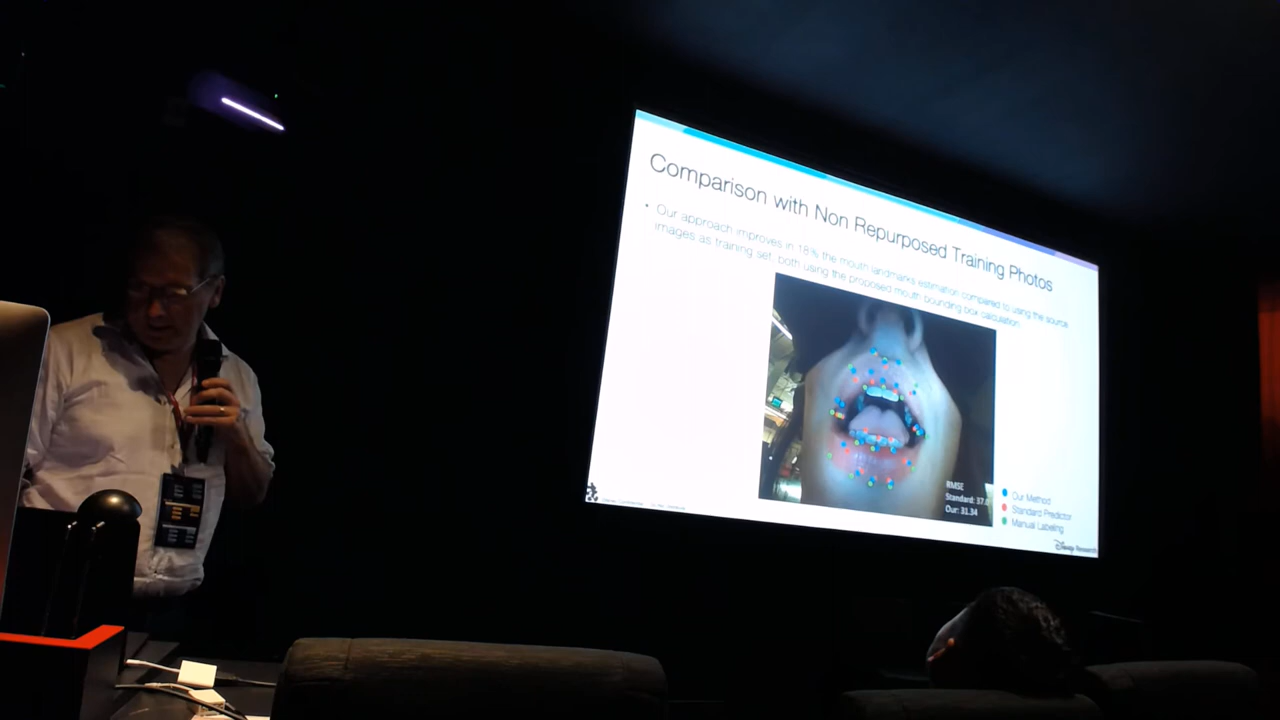 Comparison with Non Repurposed Training Photos
• Our approach improves in 18% the mouth landmarks estimation compared to using the source
images as training set, both using the proposed mouth bounding box calculation
RMSE
Standard: 37.
Our: 31.34
Our Method
Standard Predictor
Manual Labeling
Disney Research